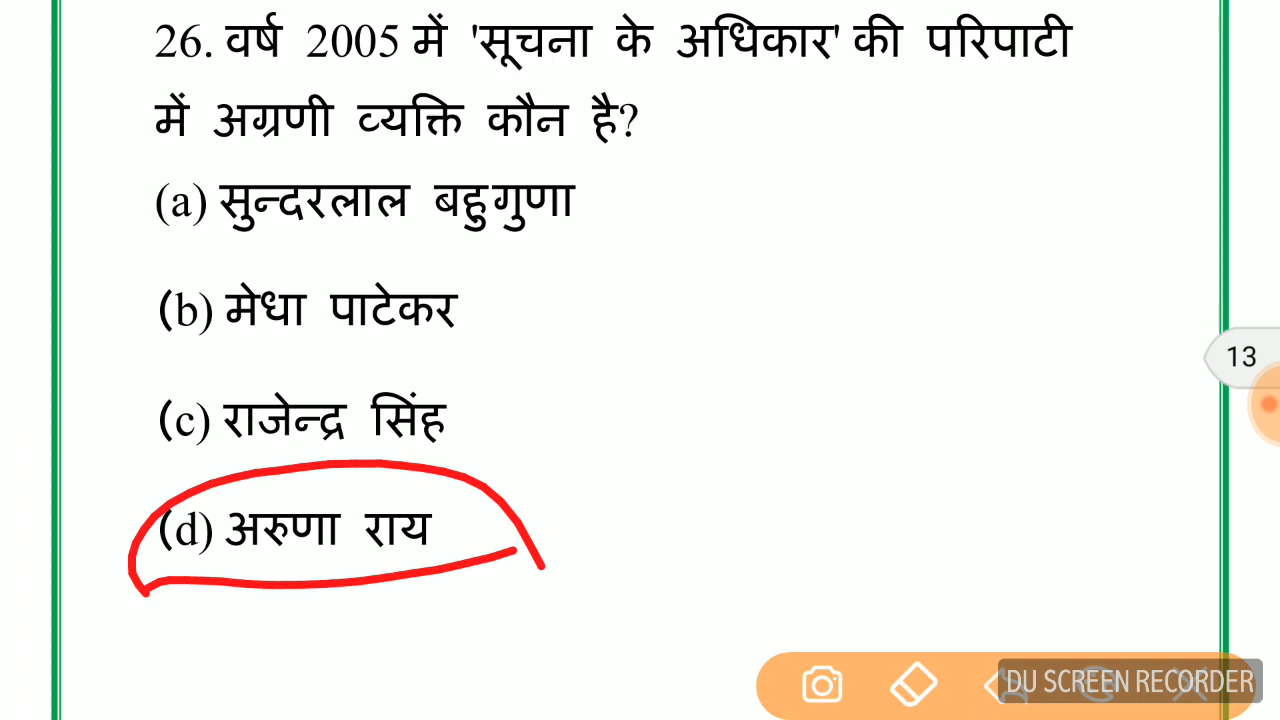 26. वर्ष 2005 में 'सूचना के अधिकार' की परिपाटी
में अग्रणी व्यक्ति कौन है?
(a) सुन्दरलाल बहुगुणा
(b) मेधा पाटेकर
13
(c) राजेन्द्र सिंह
(d) अरुणा राय
DU SCREEN RECORDER